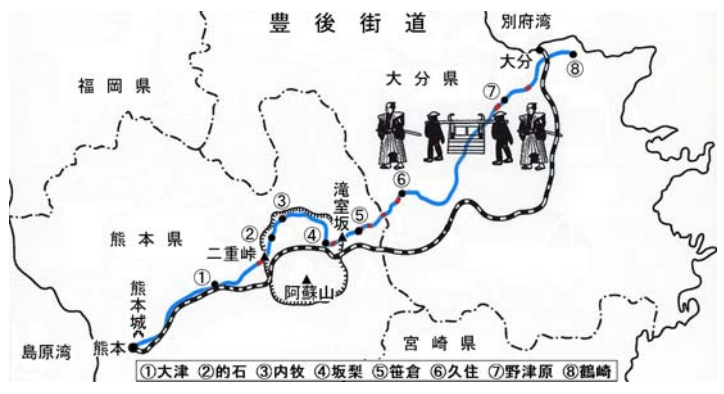 豊後街道
別府湾
大分
⑧
大分県
福岡県
⑦
⑥
滝室坂
⑤
③
②
④
熊本県
二重峠
阿蘇山
①
熊本城
熊本
島原湾
宮崎県
①大津 ②的石 ③内牧 ④坂梨 ⑤笹倉 ⑥久住 ⑦野津原 ⑧鶴崎